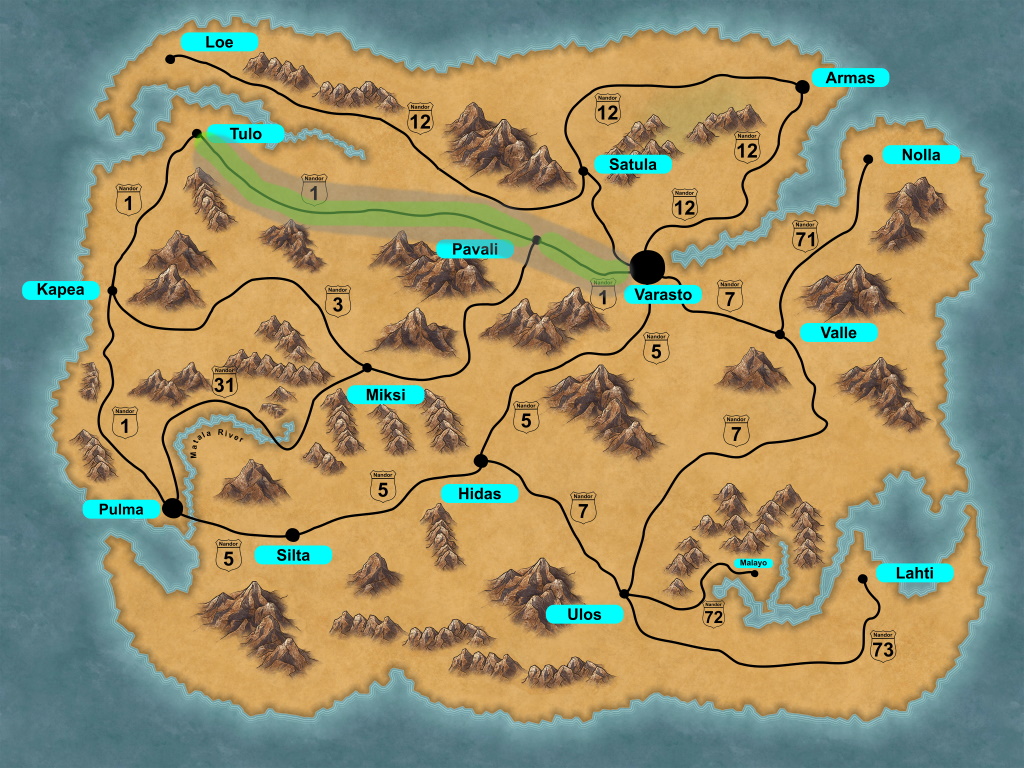 Loe
Armas
Nandor
12
Nandor
12
Tulo
Nandor
12
Nolla
Satula
Nandor
1
Nandor
1
Nandor
12
Nandor
71
Pavali
Kapea
Nandor
3
Nandor
1
Varasto
Nandor
7
Valle
Nandor
5
Nandor
31
Miksi
Nandor
1
Matala River
Nandor
5
Nandor
7
Nandor
5
Hidas
Pulma
Nandor
7
Silta
Nandor
5
Malayo
Lahti
Ulos
Nandor
72
Nandor
73